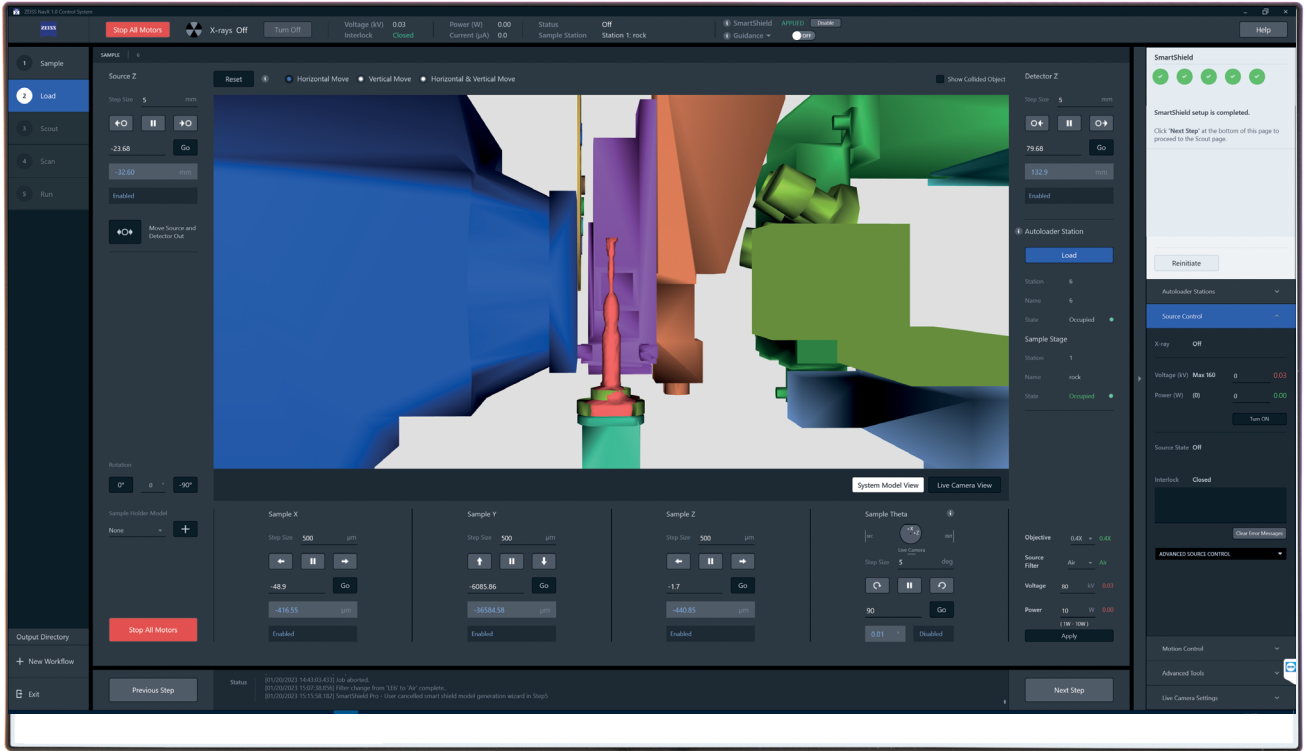 ZEISS NavX 1.0 Control System
ZEISS
Stop All Motors
X-rays Off
Turn Off
Voltage (kV) 0.03
Interlock Closed
Power (W) 0.00
Current (µA) 0.0
Status Off
Sample Station Station 1: rock
SmartShield APPLIED Disable
Guidance OFF
Help
1 Sample
2 Load
3 Scout
4 Scan
5 Run
Output Directory
+ New Workflow
Exit
SAMPLE
Source Z
Step Size 5 mm
-23.68 Go
-32.60 mm
Enabled
Move Source and
Detector Out
Rotation
0° 0 ° -90°
Sample Holder Model
None +
Stop All Motors
Reset
Horizontal Move Vertical Move Horizontal & Vertical Move
Show Collided Object
System Model View Live Camera View
Sample X
Step Size 500 µm
-48.9 Go
-416.55 µm
Enabled
Sample Y
Step Size 500 µm
-6085.86 Go
-36584.58 µm
Enabled
Sample Z
Step Size 500 µm
-1.7 Go
-440.85 µm
Enabled
Sample Theta
src +X +Z det
Live Camera
Step Size 5 deg
90 Go
0.01 ° Disabled
Detector Z
Step Size 5 mm
79.68 Go
132.9 mm
Enabled
Autoloader Station
Load
Station 6
Name 6
State Occupied
Sample Stage
Station 1
Name rock
State Occupied
Objective 0.4X 0.4X
Source
Filter Air Air
Voltage 80 kV 0.03
Power 10 W 0.00
( 1W - 10W )
Apply
Previous Step
Status
[01/20/2023 14:43:03.433] Job aborted.
[01/20/2023 15:07:38.856] Filter change from 'LE6' to 'Air' complete.
[01/20/2023 15:15:58.182] SmartShield Pro - User cancelled smart shield model generation wizard in Step5
Next Step
SmartShield
SmartShield setup is completed.
Click 'Next Step' at the bottom of this page to
proceed to the Scout page.
Reinitiate
Autoloader Stations
Source Control
X-ray Off
Voltage (kV) Max 160 0 0.03
Power (W) (0) 0 0.00
Turn ON
Source State Off
Interlock Closed
Clear Error Messages
ADVANCED SOURCE CONTROL
Motion Control
Advanced Tools
Live Camera Settings